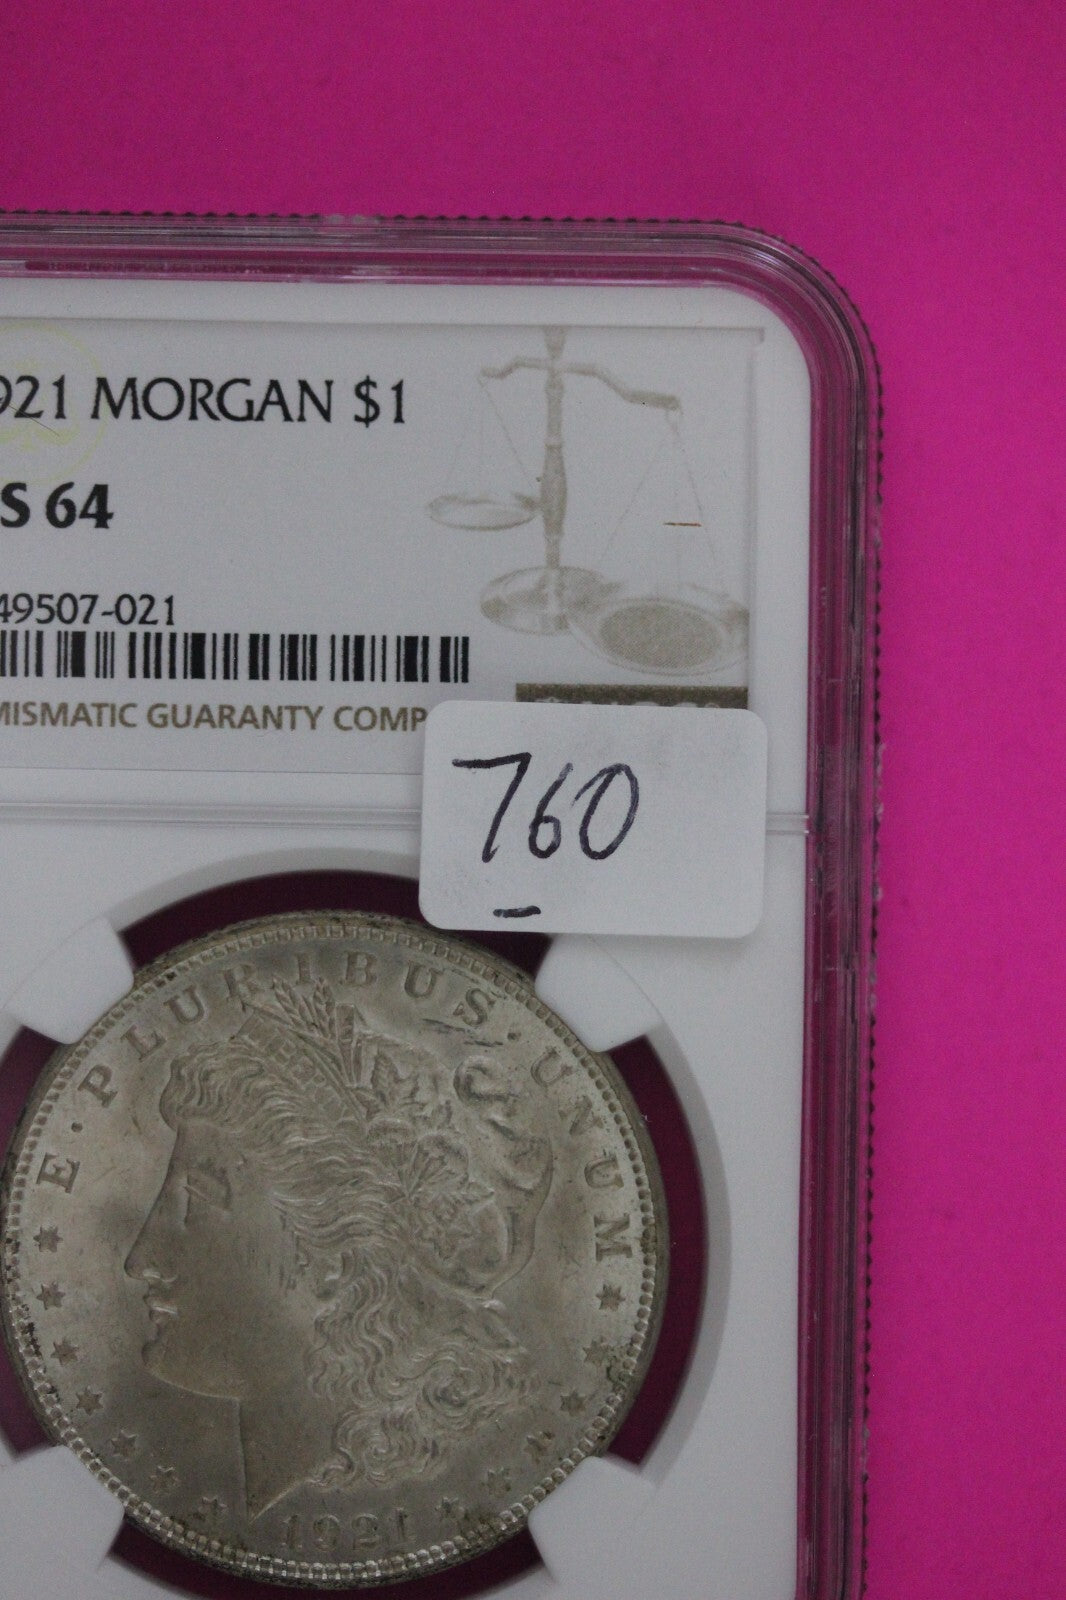 921 MORGAN $1
S 64
49507-021
MISMATIC GUARANTY COMP
760
E·PLURIBUS·UNUM
1921